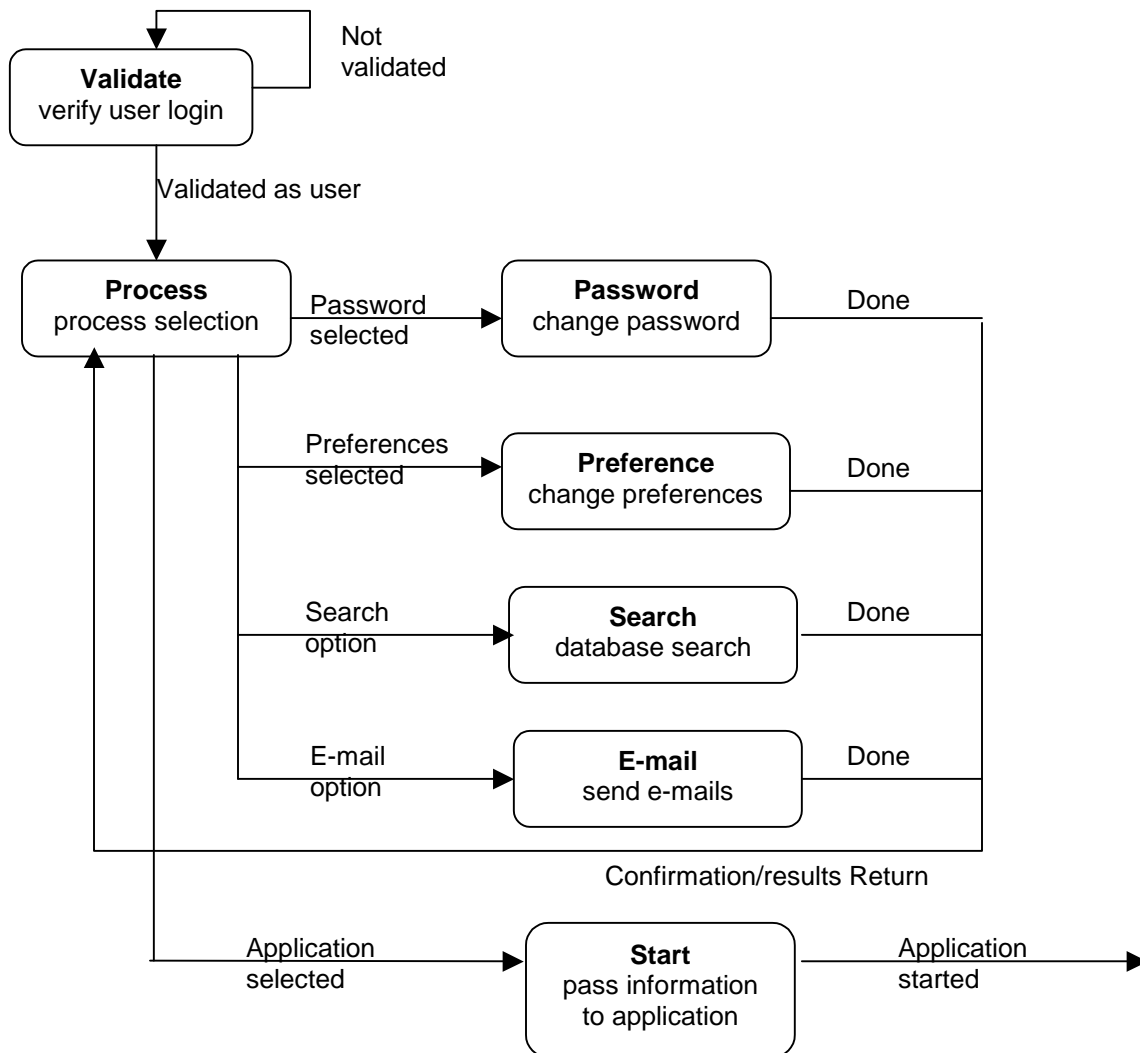 Not
validated
Validate
verify user login
Validated as user
Process
process selection
Password
selected
Password
change password
Done
Preferences
selected
Preference
change preferences
Done
Search
option
Search
database search
Done
E-mail
option
E-mail
send e-mails
Done
Confirmation/results Return
Application
selected
Start
pass information
to application
Application
started